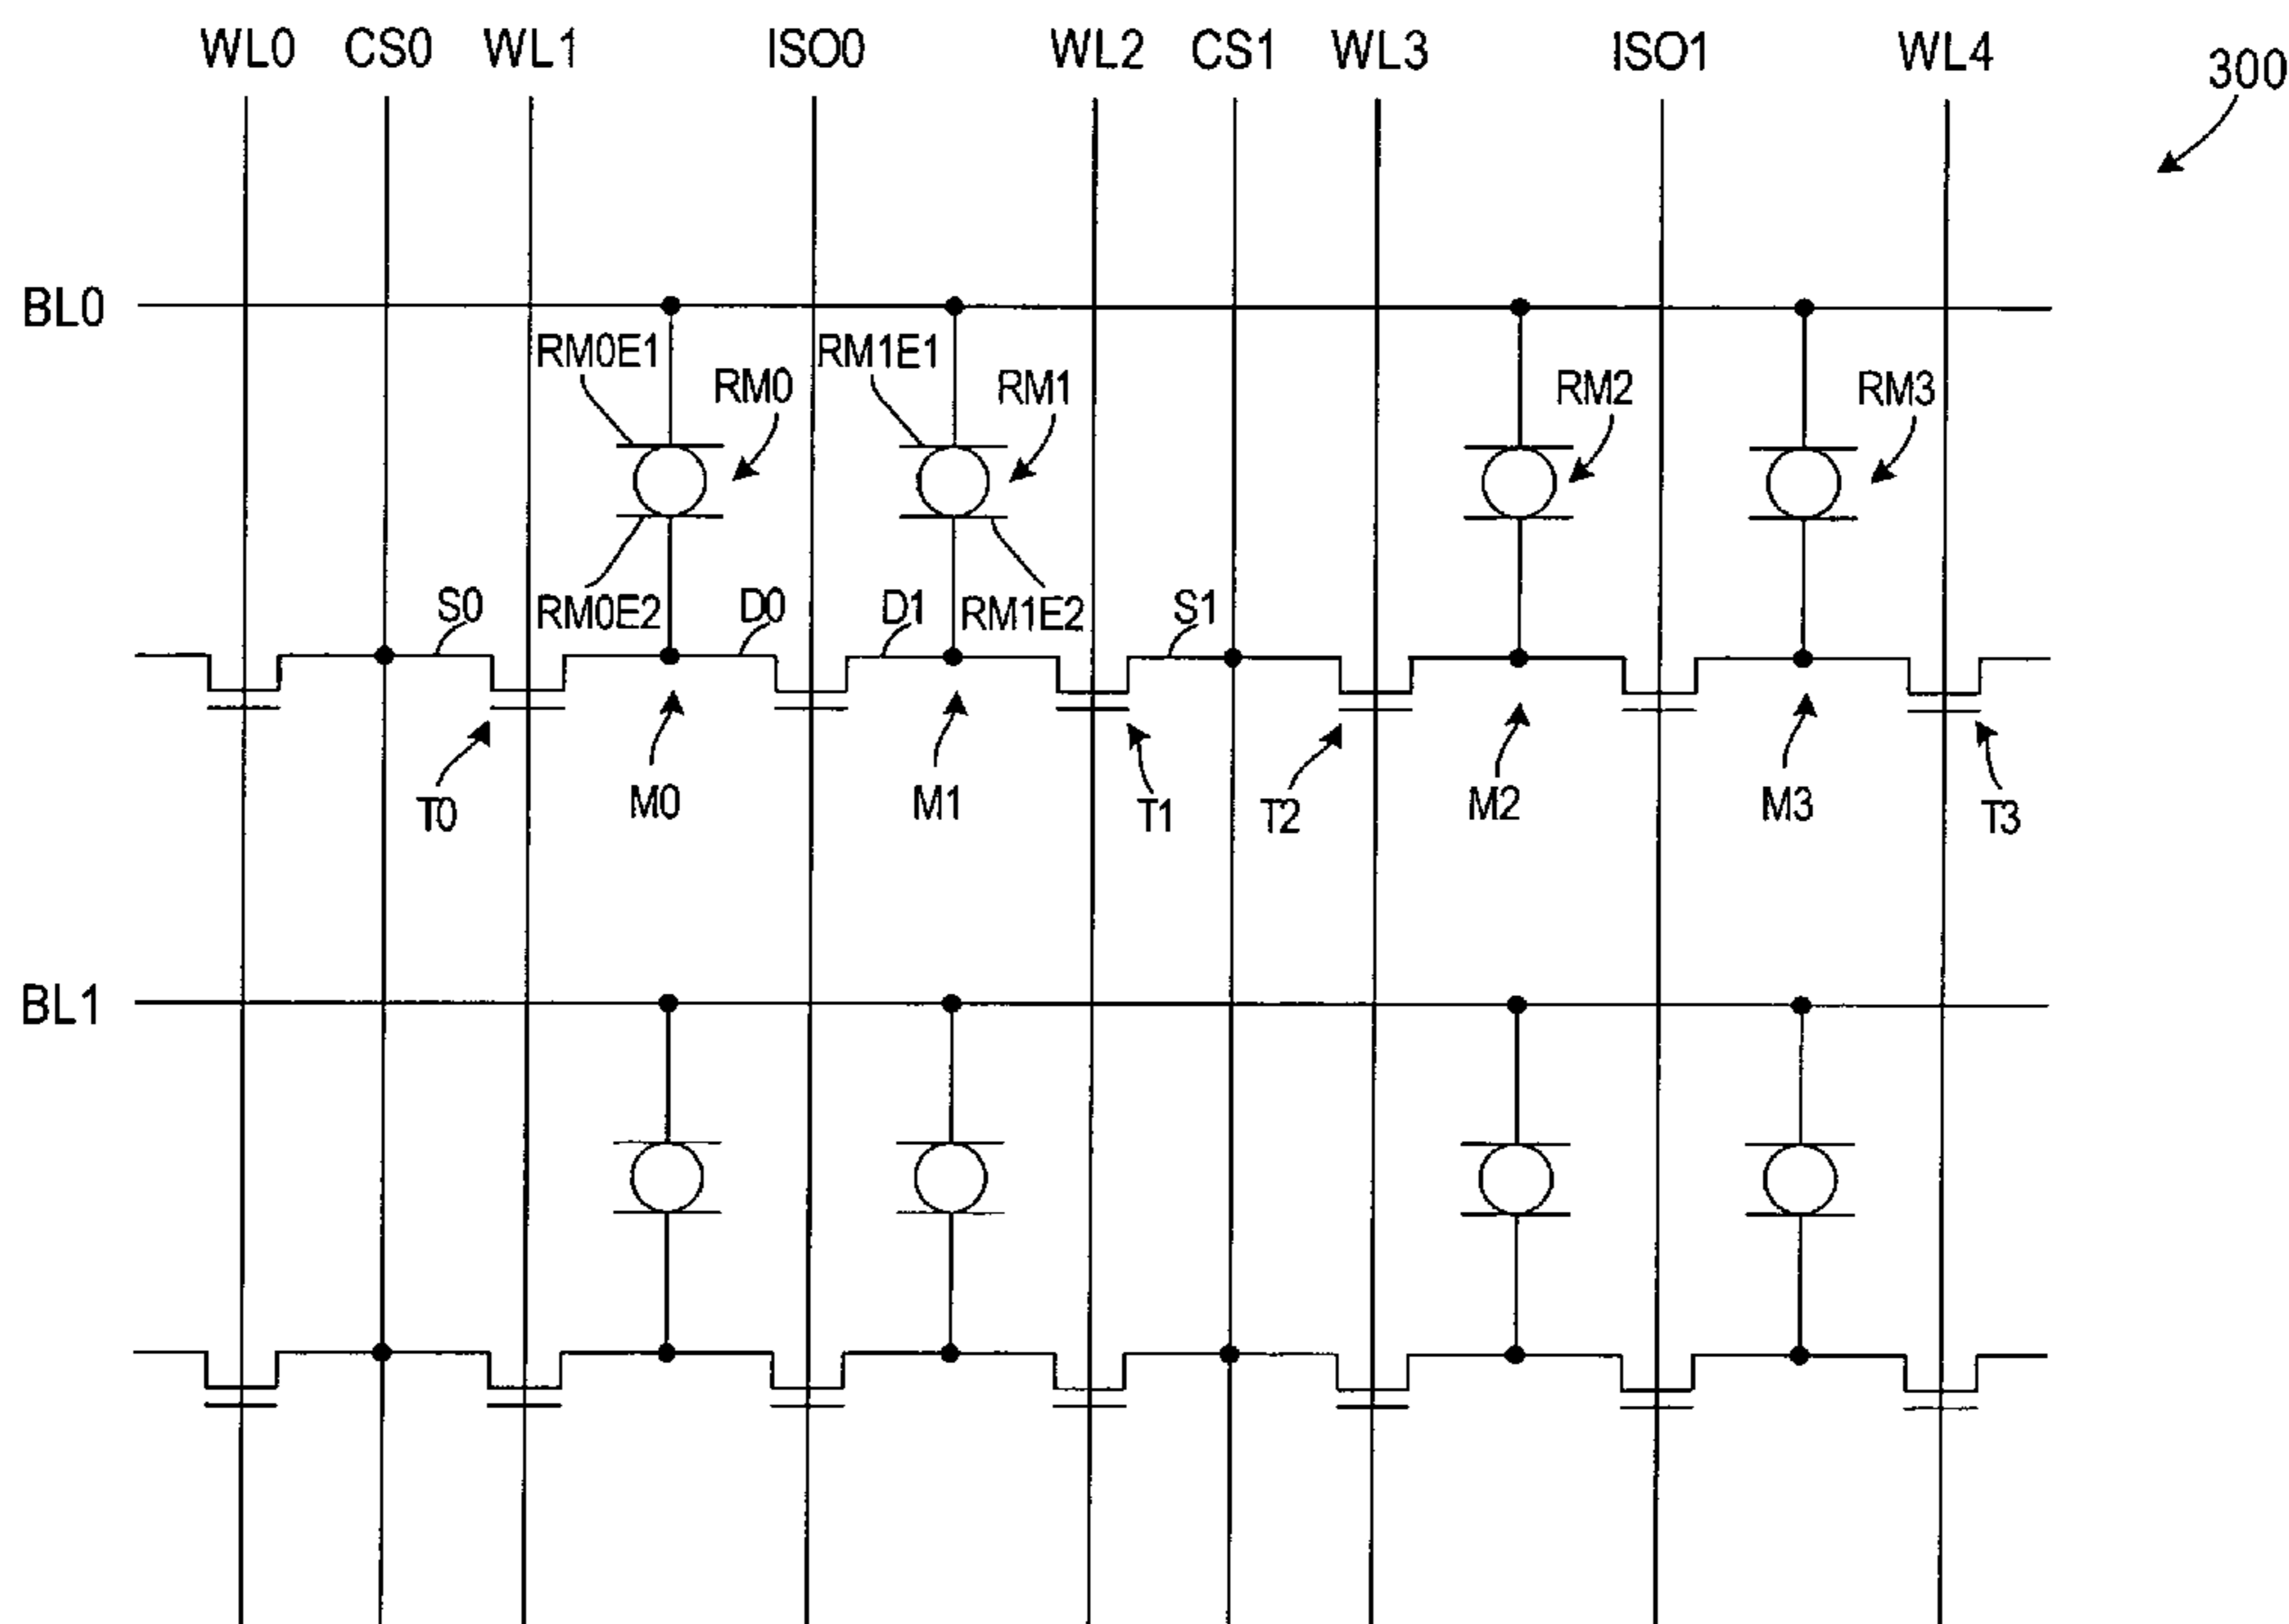 WL0 CS0 WL1 ISO0 WL2 CS1 WL3 ISO1 WL4
300
BL0
RM0E1 RM0 RM1E1 RM1 RM2 RM3
S0 RM0E2 D0 D1 RM1E2 S1
T0 M0 M1 T1 T2 M2 M3 T3
BL1